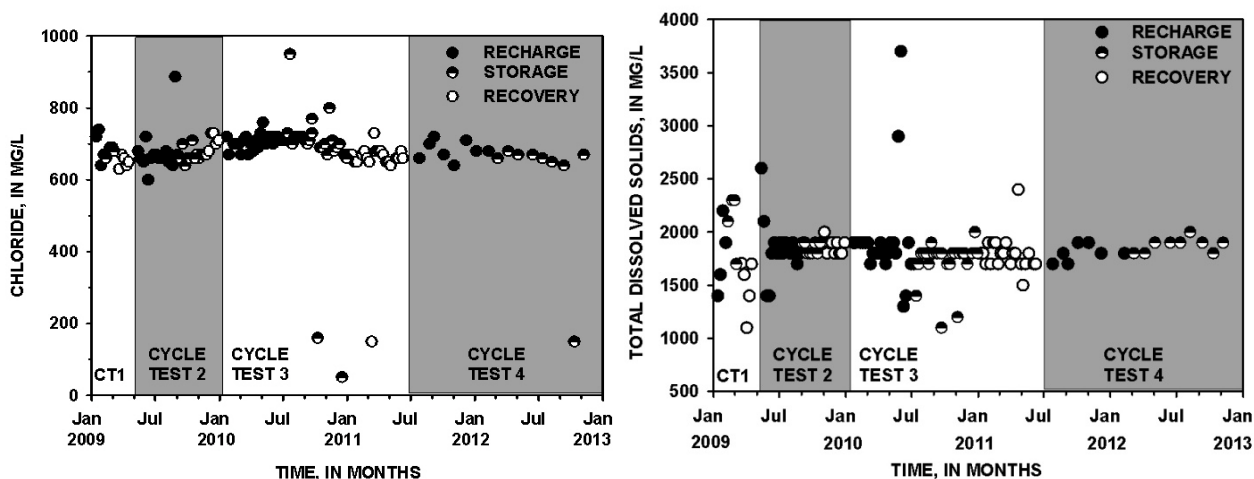 1000
800
600
400
200
0
CHLORIDE, IN MG/L
RECHARGE
STORAGE
RECOVERY
CT1
CYCLE
TEST 2
CYCLE
TEST 3
CYCLE
TEST 4
Jan Jul Jan Jul Jan Jul Jan Jul Jan
2009 2010 2011 2012 2013
TIME, IN MONTHS
4000
3500
3000
2500
2000
1500
1000
500
TOTAL DISSOLVED SOLIDS, IN MG/L
RECHARGE
STORAGE
RECOVERY
CT1
CYCLE
TEST 2
CYCLE
TEST 3
CYCLE
TEST 4
Jan Jul Jan Jul Jan Jul Jan Jul Jan
2009 2010 2011 2012 2013
TIME, IN MONTHS